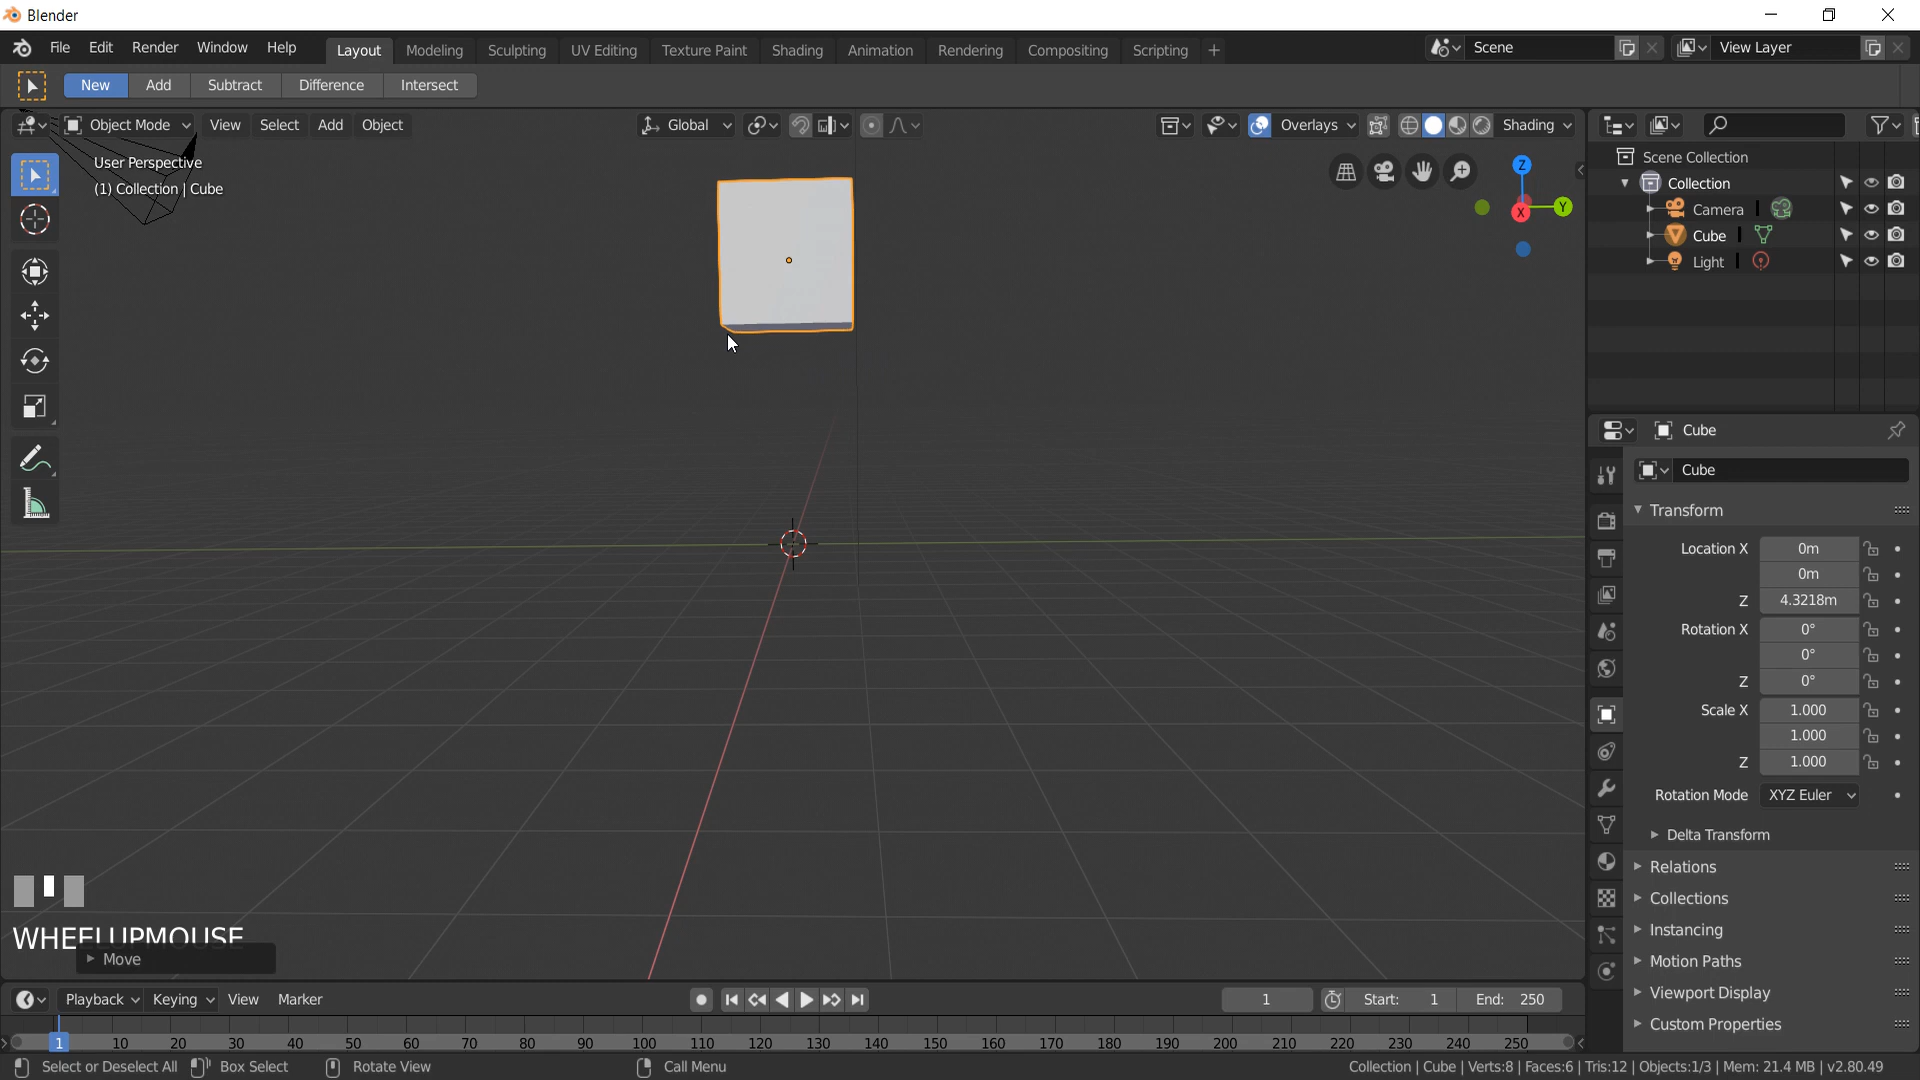 Blender
File Edit Render Window Help Layout Modeling Sculpting UV Editing Texture Paint Shading Animation Rendering Compositing Scripting + Scene View Layer
New Add Subtract Difference Intersect
Object Mode View Select Add Object Global Overlays Shading
User Perspective
(1) Collection | Cube
Z
X Y
Scene Collection
Collection
Camera
Cube
Light
Cube
Cube
Transform
Location X 0m
0m
Z 4.3218m
Rotation X 0°
0°
Z 0°
Scale X 1.000
1.000
Z 1.000
Rotation Mode XYZ Euler
Delta Transform
Relations
Collections
Instancing
Motion Paths
Viewport Display
Custom Properties
WHEELUPMOUSE
Move
Playback Keying View Marker 1 Start: 1 End: 250
1 10 20 30 40 50 60 70 80 90 100 110 120 130 140 150 160 170 180 190 200 210 220 230 240 250
Select or Deselect All Box Select Rotate View Call Menu Collection | Cube | Verts:8 | Faces:6 | Tris:12 | Objects:1/3 | Mem: 21.4 MB | v2.80.49